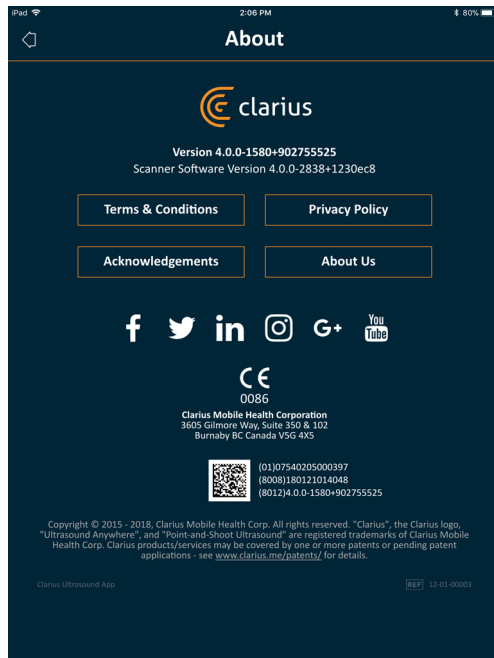 iPad 2:06 PM 80%
About
clarius
Version 4.0.0-1580+902755525
Scanner Software Version 4.0.0-2838+1230ec8
Terms & Conditions Privacy Policy
Acknowledgements About Us
f in G+ You Tube
CE
0086
Clarius Mobile Health Corporation
3605 Gilmore Way, Suite 350 & 102
Burnaby BC Canada V5G 4X5
(01)07540205000397
(8008)180121014048
(8012)4.0.0-1580+902755525
Copyright © 2015 - 2018, Clarius Mobile Health Corp. All rights reserved. "Clarius", the Clarius logo,
"Ultrasound Anywhere", and "Point-and-Shoot Ultrasound" are registered trademarks of Clarius Mobile
Health Corp. Clarius products/services may be covered by one or more patents or pending patent
applications - see www.clarius.me/patents/ for details.
Clarius Ultrasound App REF 12-01-00003